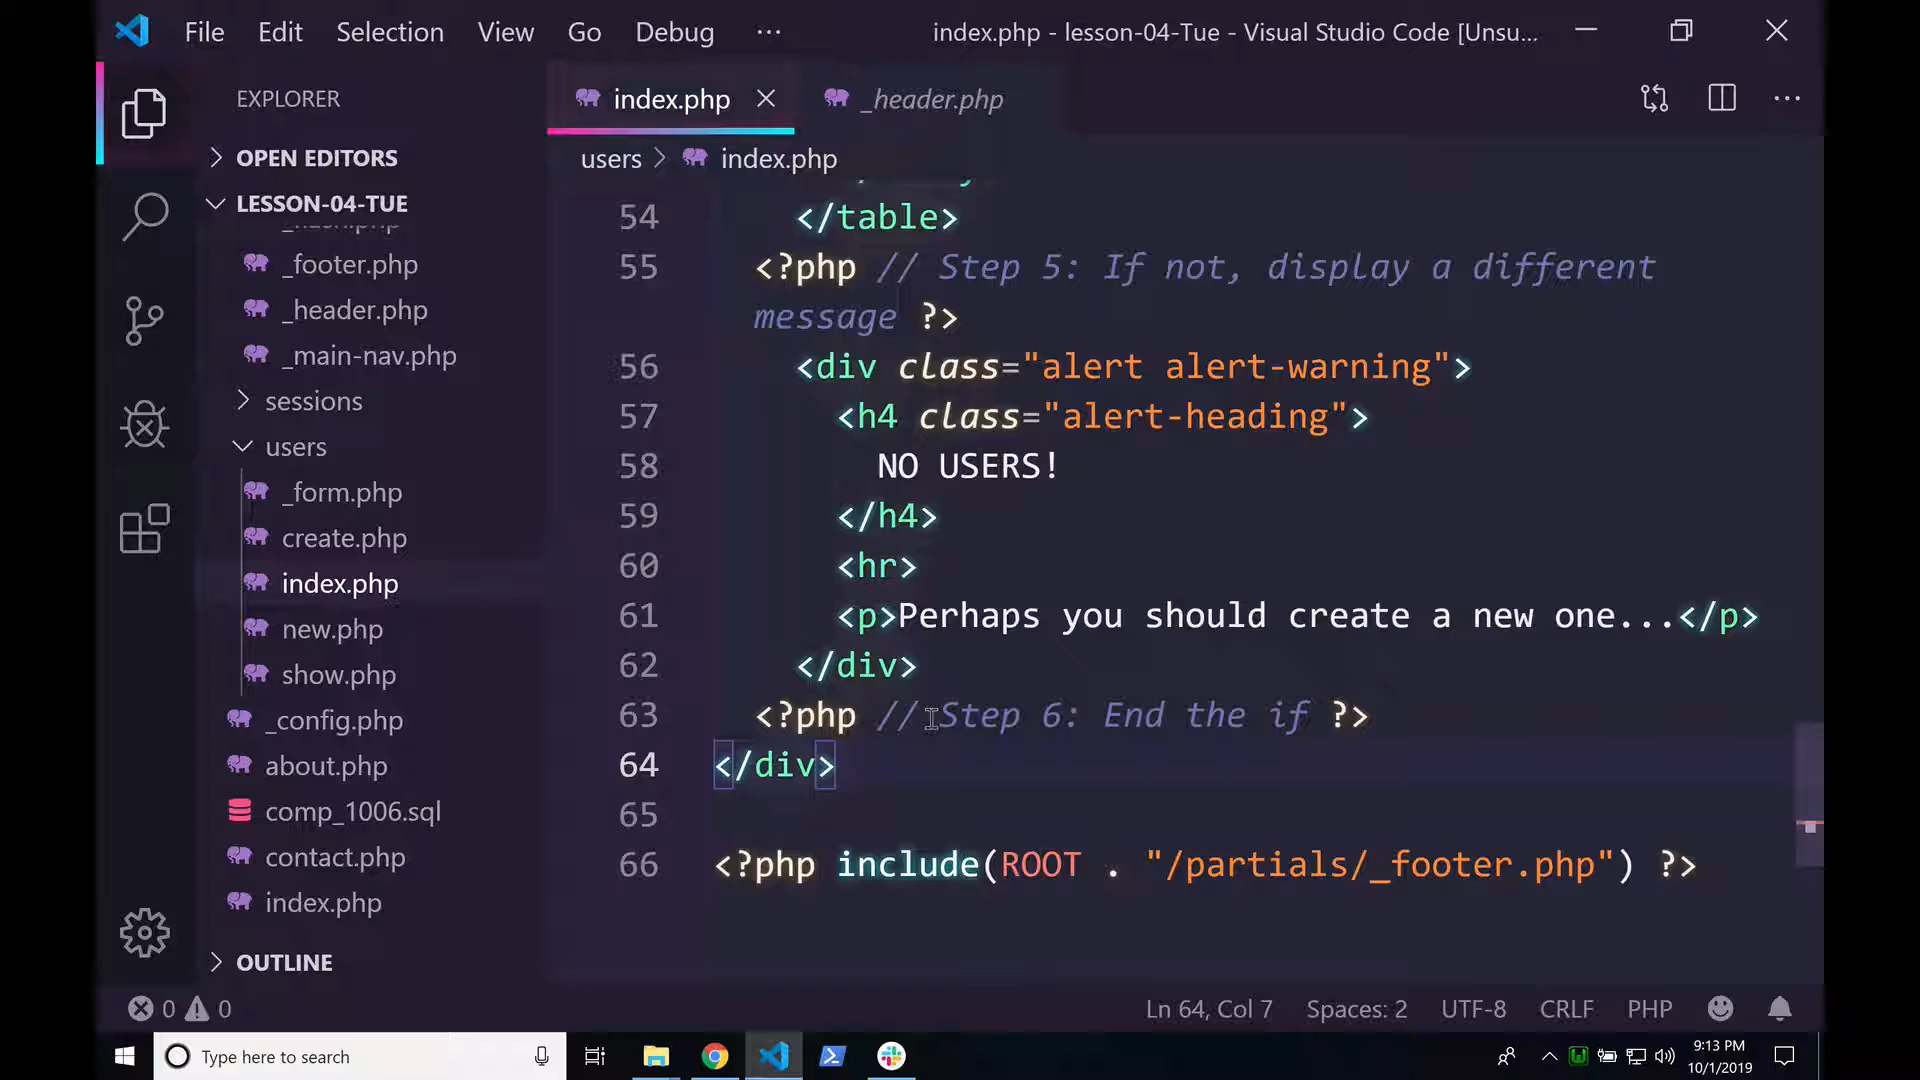 File Edit Selection View Go Debug ... index.php - lesson-04-Tue - Visual Studio Code [Unsu...
EXPLORER
OPEN EDITORS
LESSON-04-TUE
_footer.php
_header.php
_main-nav.php
sessions
users
_form.php
create.php
index.php
new.php
show.php
_config.php
about.php
comp_1006.sql
contact.php
index.php
OUTLINE
index.php _header.php
users > index.php
54 </table>
55 <?php // Step 5: If not, display a different
message ?>
56 <div class="alert alert-warning">
57 <h4 class="alert-heading">
58 NO USERS!
59 </h4>
60 <hr>
61 <p>Perhaps you should create a new one...</p>
62 </div>
63 <?php // Step 6: End the if ?>
64 </div>
65
66 <?php include(ROOT . "/partials/_footer.php") ?>
0 0 Ln 64, Col 7 Spaces: 2 UTF-8 CRLF PHP
Type here to search
9:13 PM
10/1/2019